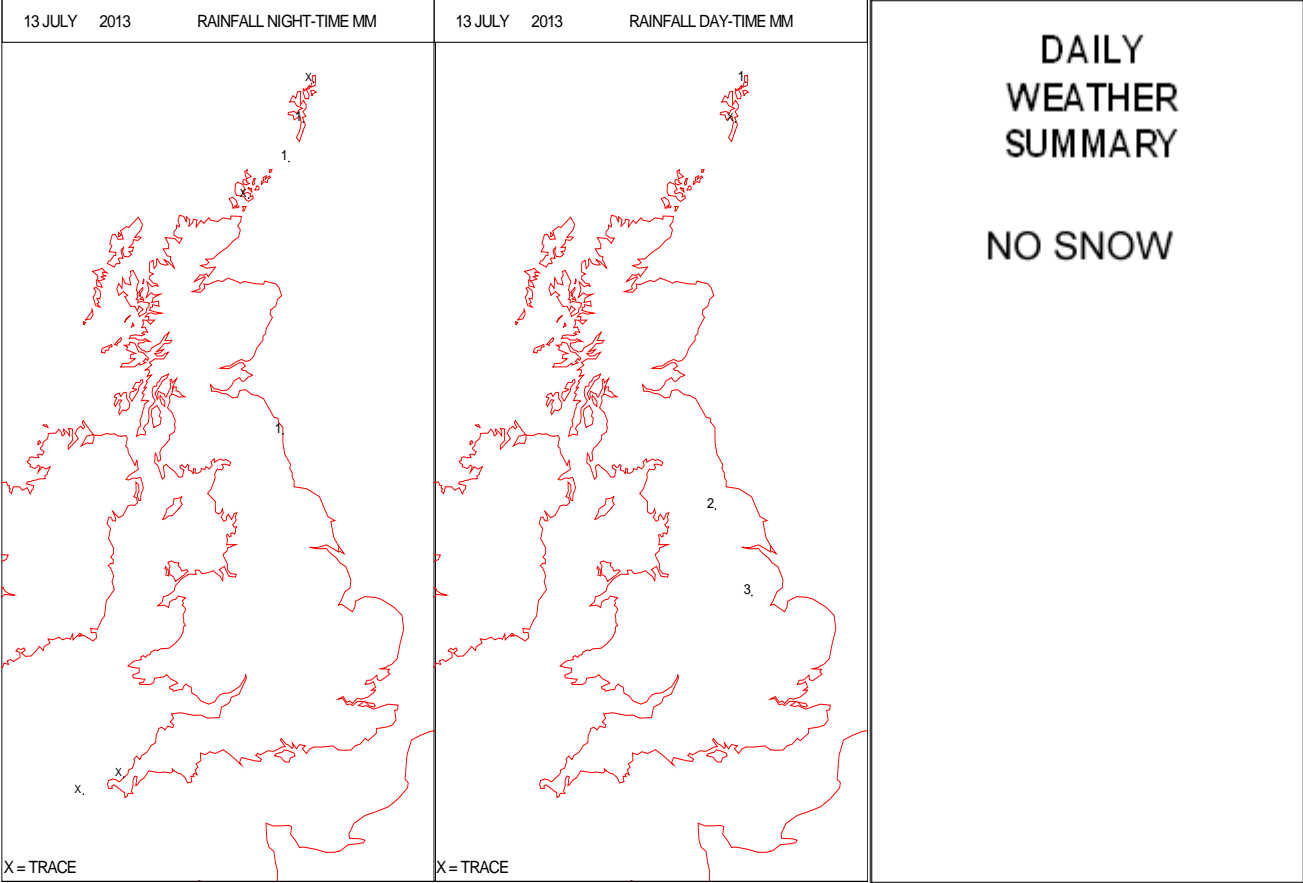 13 JULY 2013 RAINFALL NIGHT-TIME MM
x
1
1.
x.
1.
x.
x.
X = TRACE
13 JULY 2013 RAINFALL DAY-TIME MM
1
x.
2.
3.
X = TRACE
DAILY
WEATHER
SUMMARY
NO SNOW